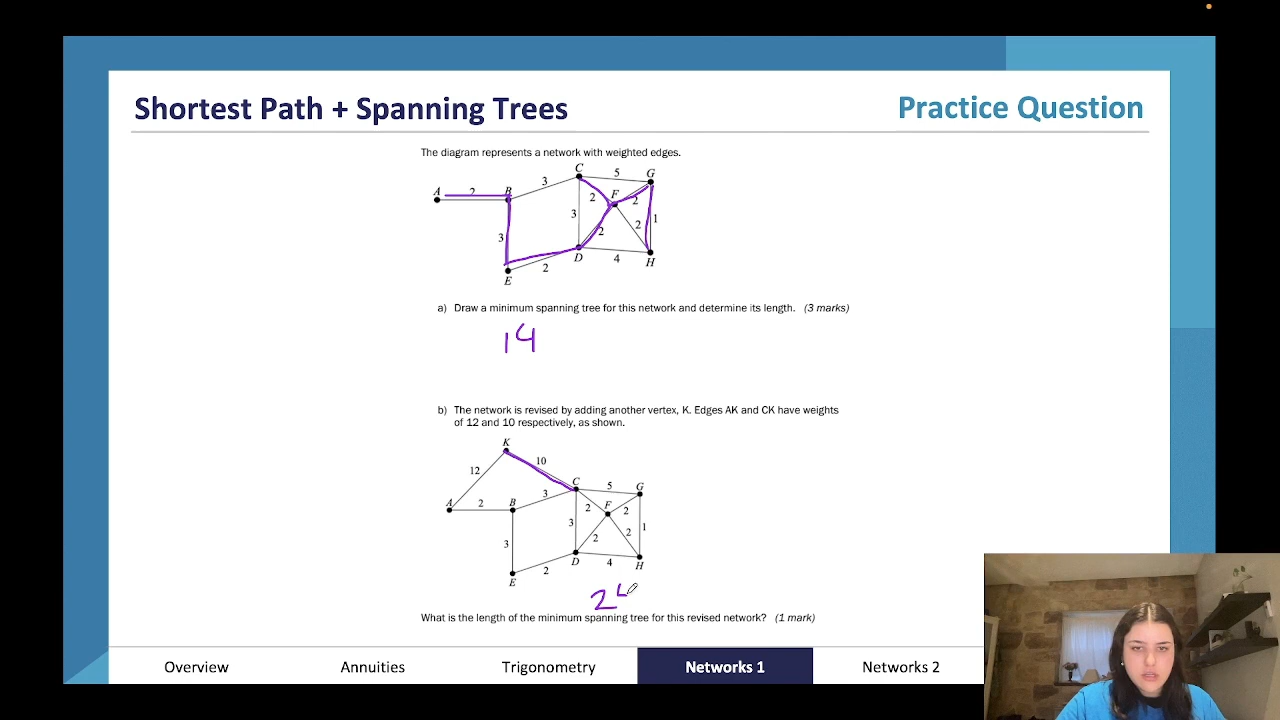 Shortest Path + Spanning Trees
Practice Question
The diagram represents a network with weighted edges.
C 5 G
A 2 B 3 2 F 2
3 3 2 2 1
E 2 D 4 H
a) Draw a minimum spanning tree for this network and determine its length. (3 marks)
14
b) The network is revised by adding another vertex, K. Edges AK and CK have weights
of 12 and 10 respectively, as shown.
K
12 10
C 5 G
A 2 B 3 2 F 2
3 3 2 2 1
E 2 D 4 H
2
What is the length of the minimum spanning tree for this revised network? (1 mark)
Overview Annuities Trigonometry Networks 1 Networks 2